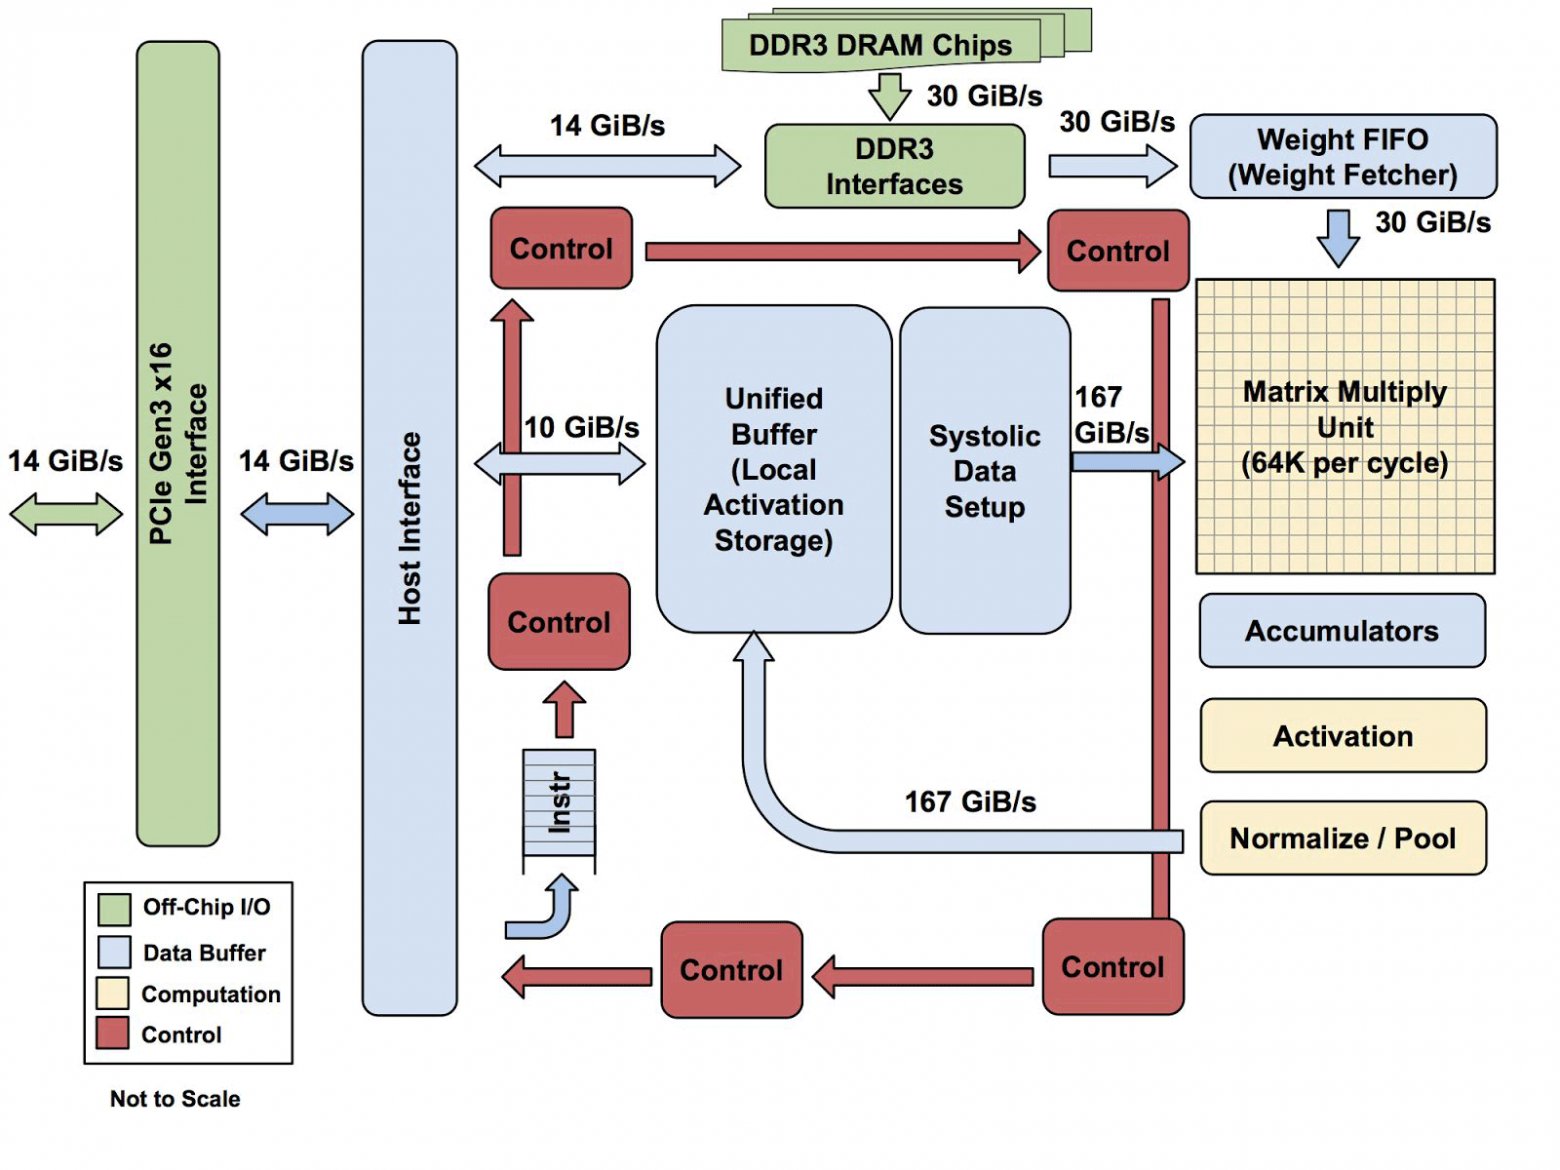 DDR3 DRAM Chips
30 GiB/s
14 GiB/s
DDR3
Interfaces
30 GiB/s
Weight FIFO
(Weight Fetcher)
30 GiB/s
Control
Control
PCIe Gen3 x16
Interface
14 GiB/s
14 GiB/s
Host Interface
10 GiB/s
Unified
Buffer
(Local
Activation
Storage)
Systolic
Data
Setup
167
GiB/s
Matrix Multiply
Unit
(64K per cycle)
Control
Accumulators
Activation
Instr
167 GiB/s
Normalize / Pool
Control
Control
Off-Chip I/O
Data Buffer
Computation
Control
Not to Scale